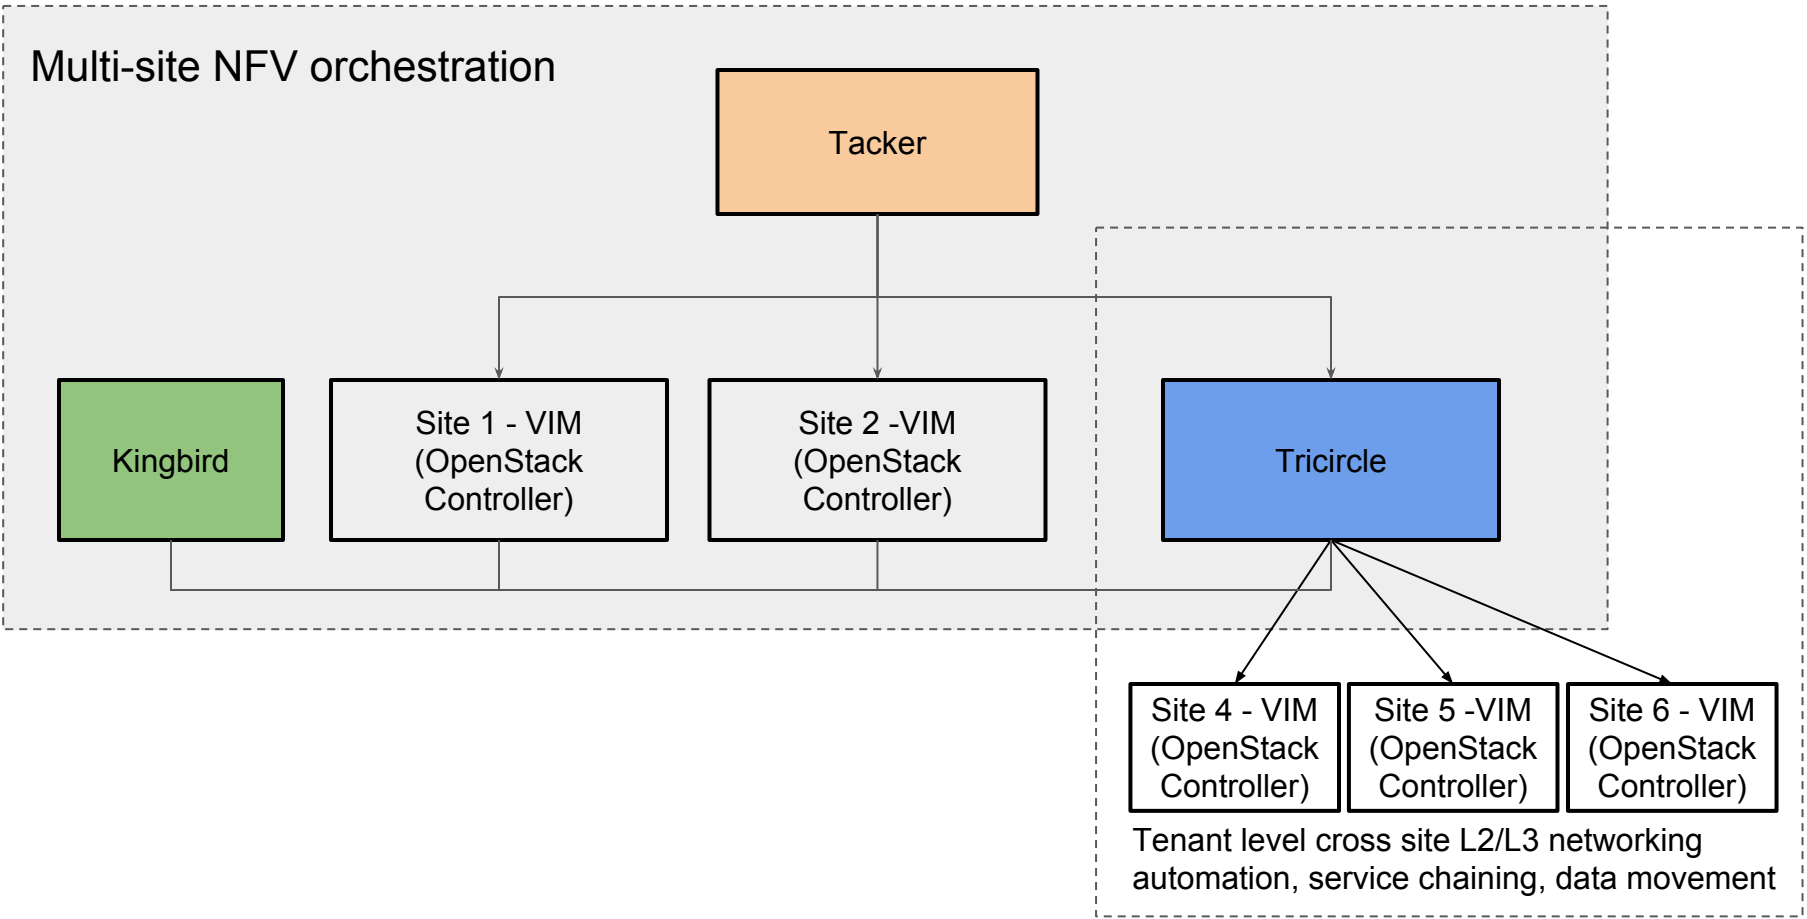 Multi-site NFV orchestration
Tacker
Kingbird
Site 1 - VIM
(OpenStack
Controller)
Site 2 -VIM
(OpenStack
Controller)
Tricircle
Site 4 - VIM
(OpenStack
Controller)
Site 5 -VIM
(OpenStack
Controller)
Site 6 - VIM
(OpenStack
Controller)
Tenant level cross site L2/L3 networking
automation, service chaining, data movement